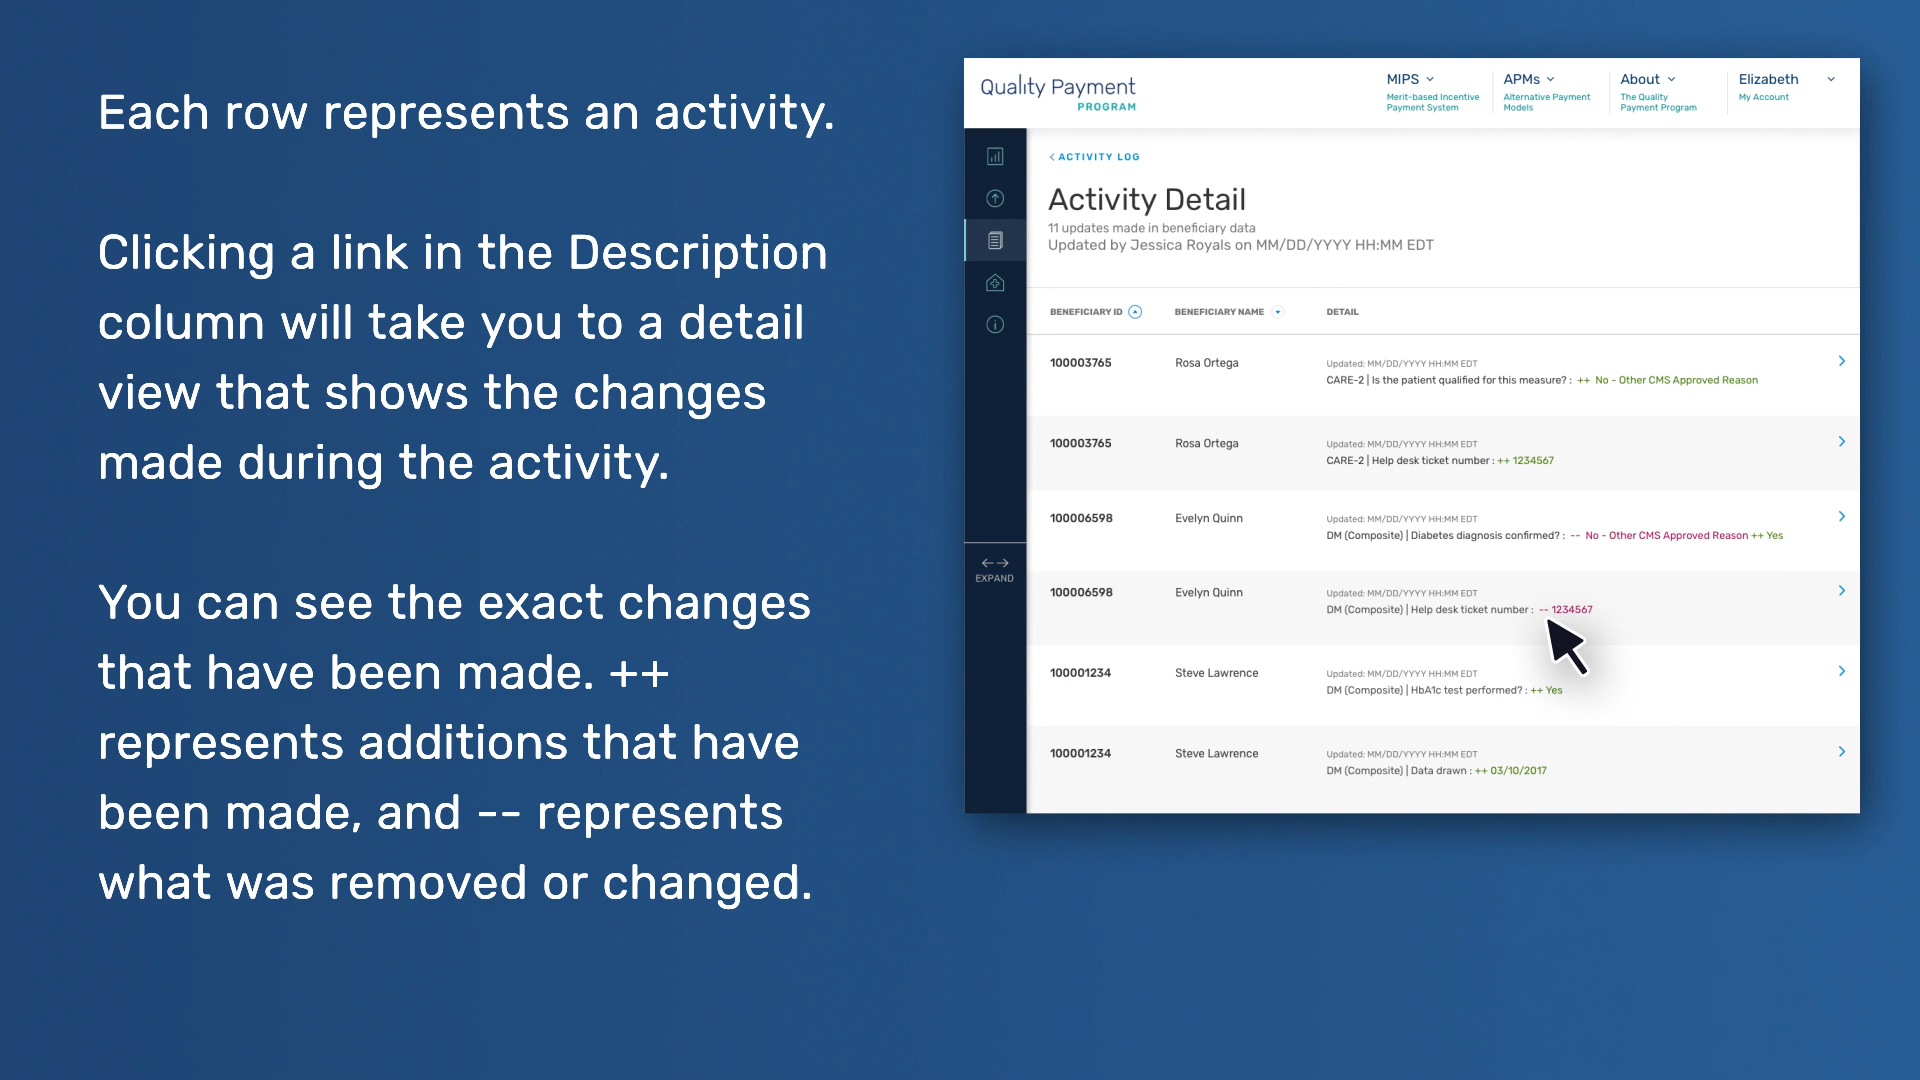 Each row represents an activity.
Clicking a link in the Description
column will take you to a detail
view that shows the changes
made during the activity.
You can see the exact changes
that have been made. ++
represents additions that have
been made, and -- represents
what was removed or changed.
Quality Payment
PROGRAM
MIPS
Merit-based Incentive
Payment System
APMs
Alternative Payment
Models
About
The Quality
Payment Program
Elizabeth
My Account
ACTIVITY LOG
Activity Detail
11 updates made in beneficiary data
Updated by Jessica Royals on MM/DD/YYYY HH:MM EDT
BENEFICIARY ID BENEFICIARY NAME DETAIL
100003765 Rosa Ortega Updated: MM/DD/YYYY HH:MM EDT
CARE-2 | Is the patient qualified for this measure? : ++ No - Other CMS Approved Reason
100003765 Rosa Ortega Updated: MM/DD/YYYY HH:MM EDT
CARE-2 | Help desk ticket number : ++ 1234567
100006598 Evelyn Quinn Updated: MM/DD/YYYY HH:MM EDT
DM (Composite) | Diabetes diagnosis confirmed? : -- No - Other CMS Approved Reason ++ Yes
100006598 Evelyn Quinn Updated: MM/DD/YYYY HH:MM EDT
DM (Composite) | Help desk ticket number : -- 1234567
100001234 Steve Lawrence Updated: MM/DD/YYYY HH:MM EDT
DM (Composite) | HbA1c test performed? : ++ Yes
100001234 Steve Lawrence Updated: MM/DD/YYYY HH:MM EDT
DM (Composite) | Data drawn : ++ 03/10/2017
EXPAND